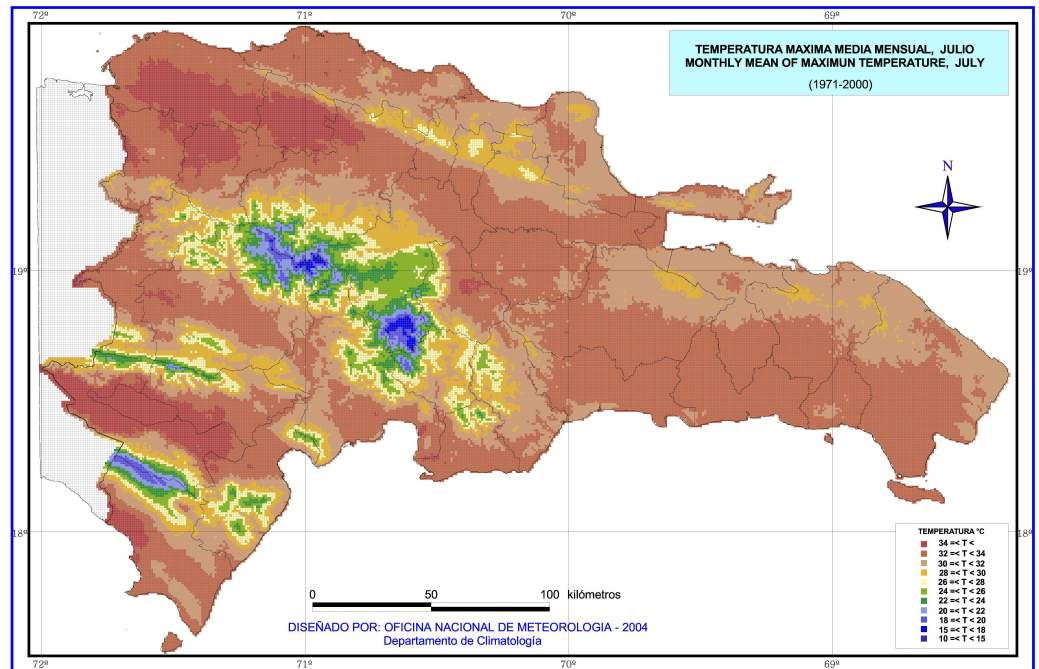 72º 71º 70º 69º
TEMPERATURA MAXIMA MEDIA MENSUAL, JULIO
MONTHLY MEAN OF MAXIMUN TEMPERATURE, JULY
(1971-2000)
N
19º 19º
18º 18º
TEMPERATURA ºC
34 =< T <
32 =< T < 34
30 =< T < 32
28 =< T < 30
26 =< T < 28
24 =< T < 26
22 =< T < 24
20 =< T < 22
18 =< T < 20
15 =< T < 18
10 =< T < 15
0 50 100 kilómetros
DISEÑADO POR: OFICINA NACIONAL DE METEOROLOGIA - 2004
Departamento de Climatología
72º 71º 70º 69º